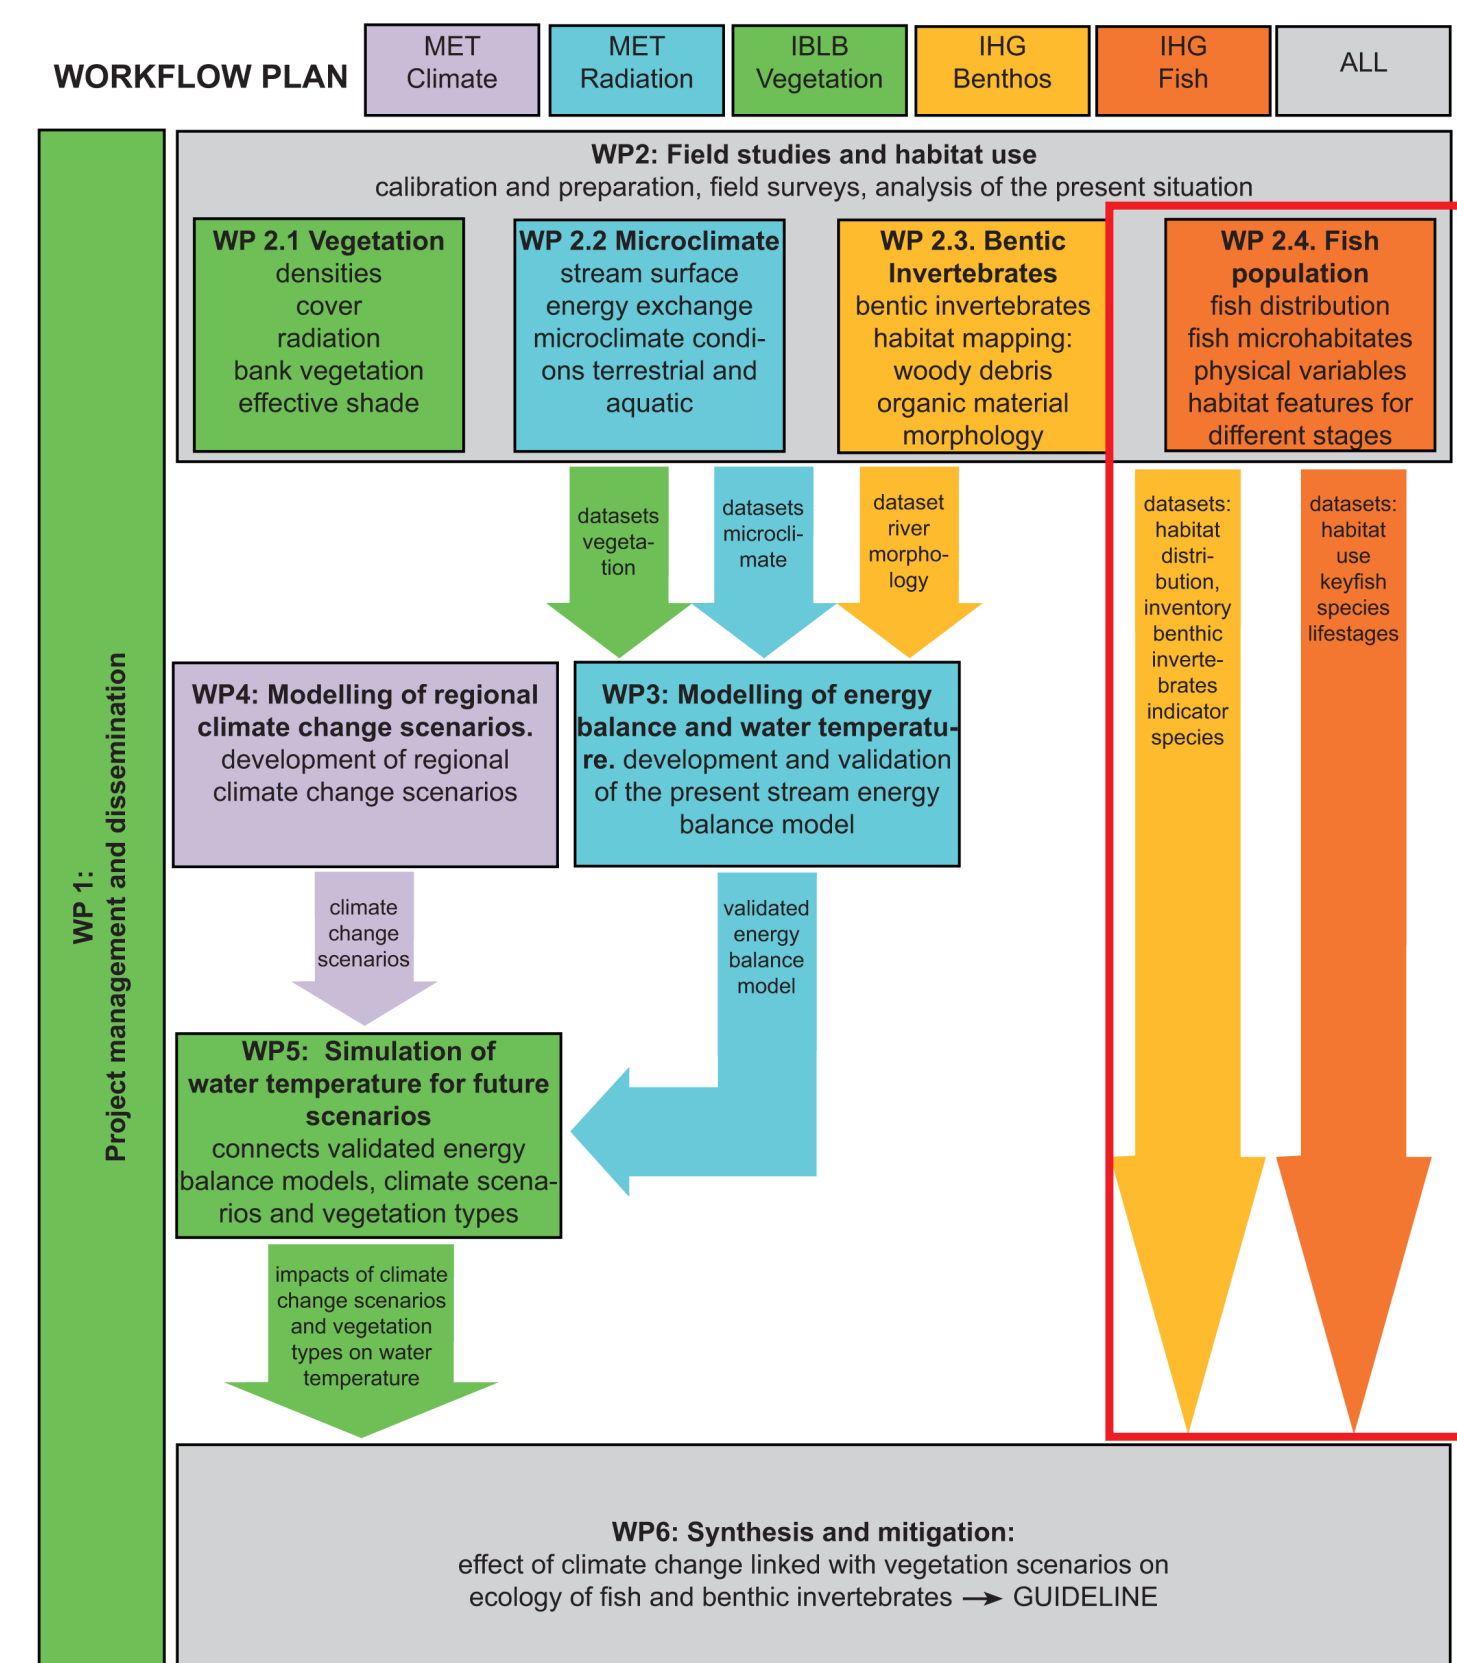 WORKFLOW PLAN
MET
Climate
MET
Radiation
IBLB
Vegetation
IHG
Benthos
IHG
Fish
ALL
WP 1:
Project management and dissemination
WP2: Field studies and habitat use
calibration and preparation, field surveys, analysis of the present situation
WP 2.1 Vegetation
densities
cover
radiation
bank vegetation
effective shade
WP 2.2 Microclimate
stream surface
energy exchange
microclimate condi-
ons terrestrial and
aquatic
WP 2.3. Bentic
Invertebrates
bentic invertebrates
habitat mapping:
woody debris
organic material
morphology
WP 2.4. Fish
population
fish distribution
fish microhabitates
physical variables
habitat features for
different stages
datasets
vegeta-
tion
datasets
microcli-
mate
dataset
river
morpho-
logy
datasets:
habitat
distri-
bution,
inventory
benthic
inverte-
brates
indicator
species
datasets:
habitat
use
keyfish
species
lifestages
WP4: Modelling of regional
climate change scenarios.
development of regional
climate change scenarios
WP3: Modelling of energy
balance and water temperatu-
re. development and validation
of the present stream energy
balance model
climate
change
scenarios
validated
energy
balance
model
WP5:  Simulation of
water temperature for future
scenarios
connects validated energy
balance models, climate scena-
rios and vegetation types
impacts of climate
change scenarios
and vegetation
types on water
temperature
WP6: Synthesis and mitigation:
effect of climate change linked with vegetation scenarios on
ecology of fish and benthic invertebrates → GUIDELINE